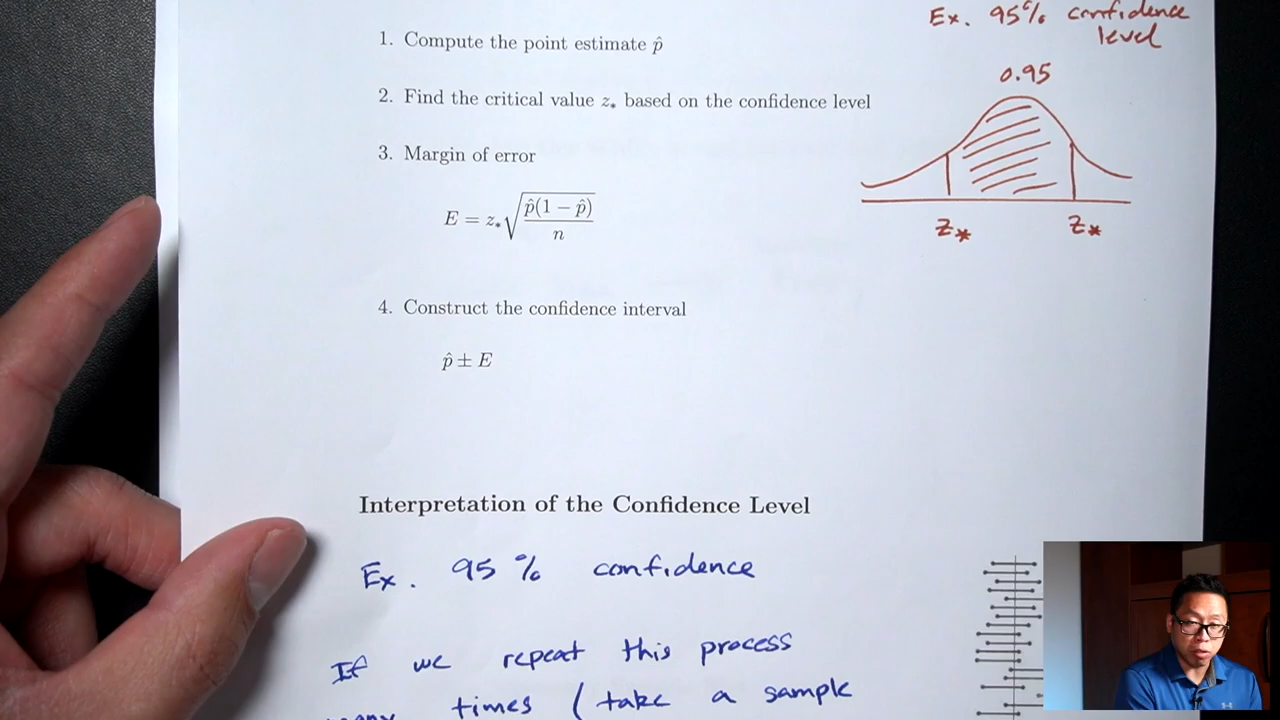 Ex. 95% confidence
level
1. Compute the point estimate p̂
0.95
2. Find the critical value z* based on the confidence level
3. Margin of error
E = z*√(p̂(1 − p̂)/n)
z* z*
4. Construct the confidence interval
p̂ ± E
Interpretation of the Confidence Level
Ex. 95% confidence
If we repeat this process
many times (take a sample